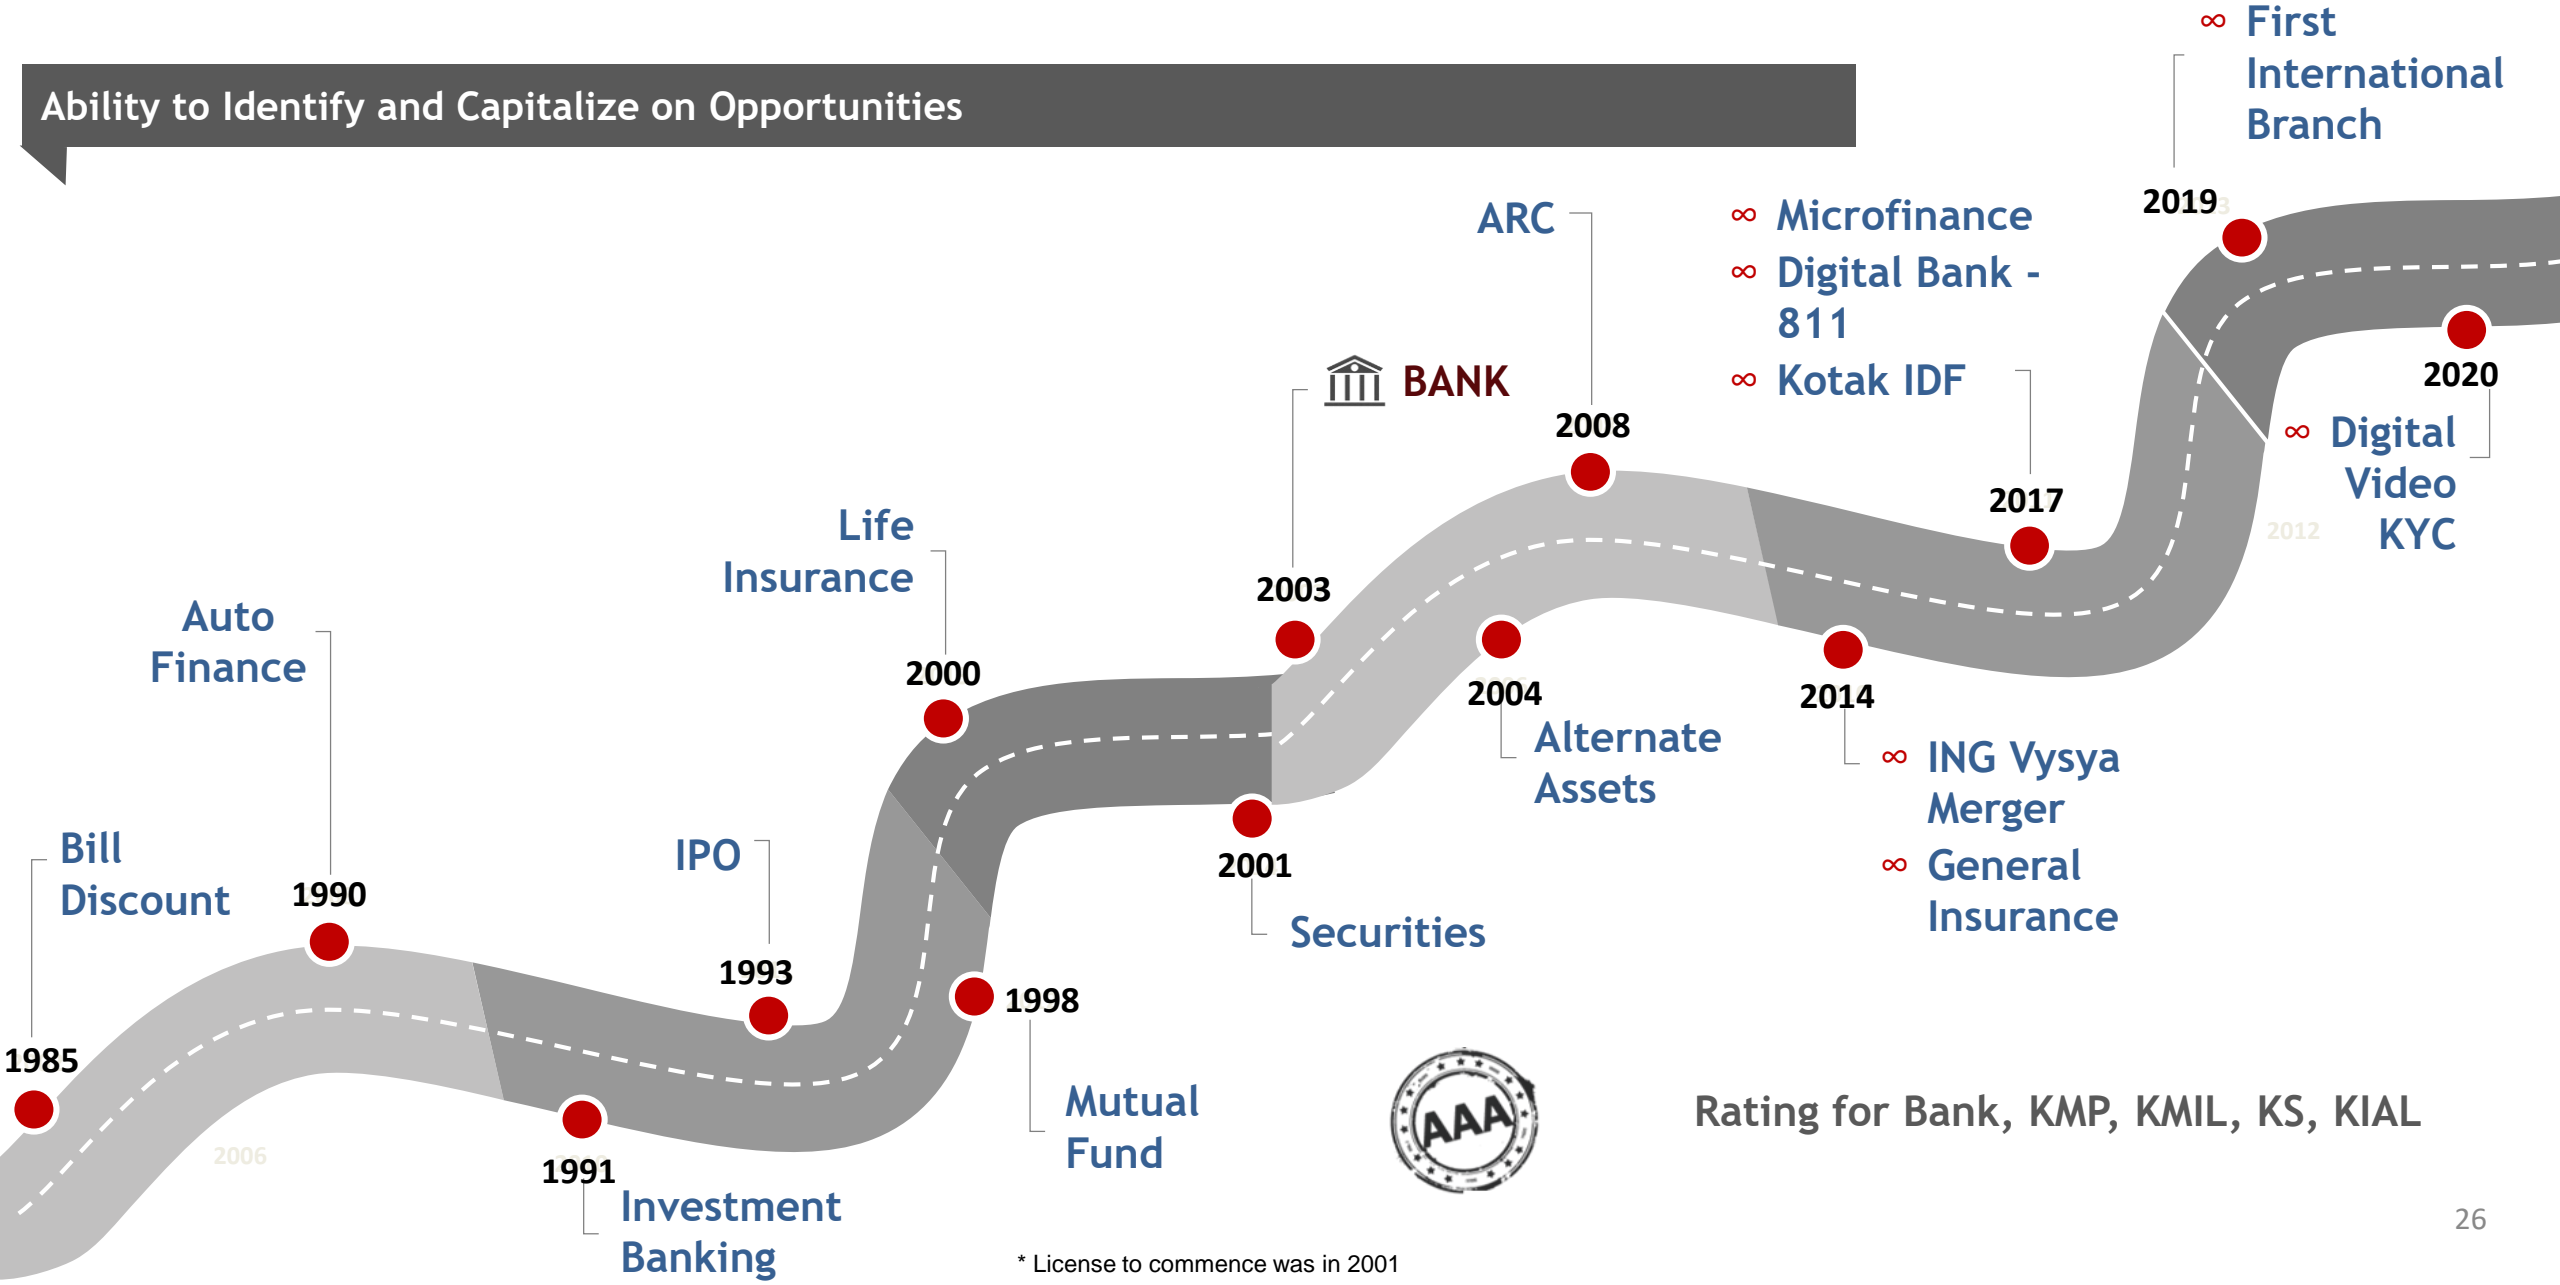 Ability to Identify and Capitalize on Opportunities
1985
Bill
Discount
1990
Auto
Finance
1991
Investment
Banking
1993
IPO
1998
Mutual
Fund
2000
Life
Insurance
2001
Securities
2003
BANK
2004
Alternate
Assets
2008
ARC
2014
∞ ING Vysya
Merger
∞ General
Insurance
2017
∞ Microfinance
∞ Digital Bank -
811
∞ Kotak IDF
2019
∞ First
International
Branch
2020
∞ Digital
Video
KYC
2006
2012
AAA
Rating for Bank, KMP, KMIL, KS, KIAL
* License to commence was in 2001
26